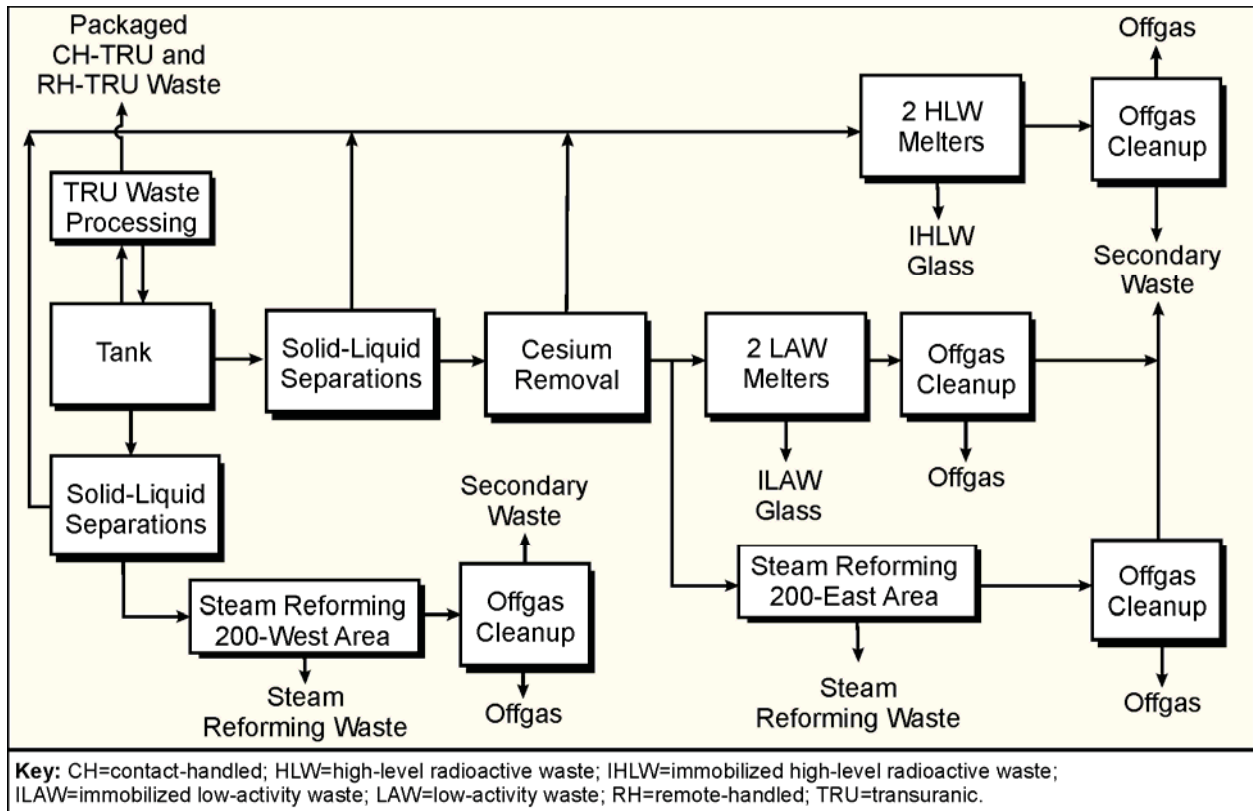 Packaged
CH-TRU and
RH-TRU Waste
Offgas
2 HLW
Melters
Offgas
Cleanup
TRU Waste
Processing
IHLW
Glass
Secondary
Waste
Tank
Solid-Liquid
Separations
Cesium
Removal
2 LAW
Melters
Offgas
Cleanup
Solid-Liquid
Separations
Secondary
Waste
ILAW
Glass
Offgas
Steam Reforming
200-West Area
Offgas
Cleanup
Steam Reforming
200-East Area
Offgas
Cleanup
Steam
Reforming Waste
Offgas
Steam
Reforming Waste
Offgas
Key: CH=contact-handled; HLW=high-level radioactive waste; IHLW=immobilized high-level radioactive waste;
ILAW=immobilized low-activity waste; LAW=low-activity waste; RH=remote-handled; TRU=transuranic.